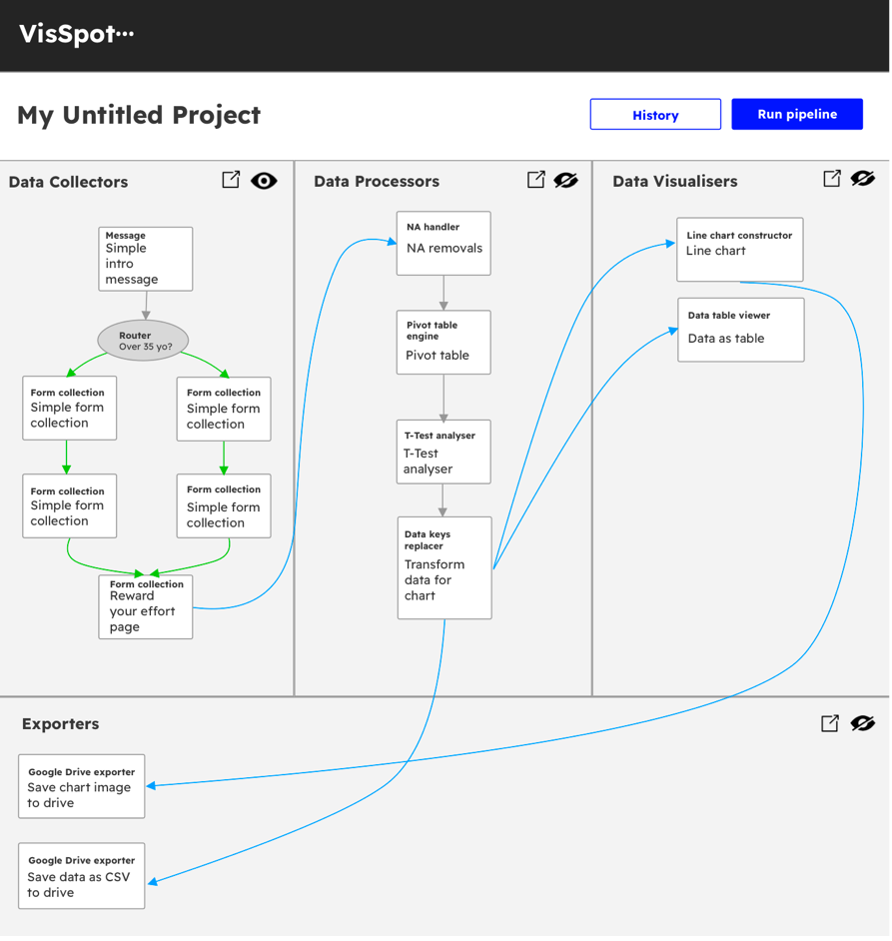 VisSpot···
My Untitled Project
History
Run pipeline
Data Collectors
Message
Simple
intro
message
Router
Over 35 yo?
Form collection
Simple form
collection
Form collection
Simple form
collection
Form collection
Simple form
collection
Form collection
Simple form
collection
Form collection
Reward
your effort
page
Data Processors
NA handler
NA removals
Pivot table
engine
Pivot table
T-Test analyser
T-Test
analyser
Data keys
replacer
Transform
data for
chart
Data Visualisers
Line chart constructor
Line chart
Data table viewer
Data as table
Exporters
Google Drive exporter
Save chart image
to drive
Google Drive exporter
Save data as CSV
to drive